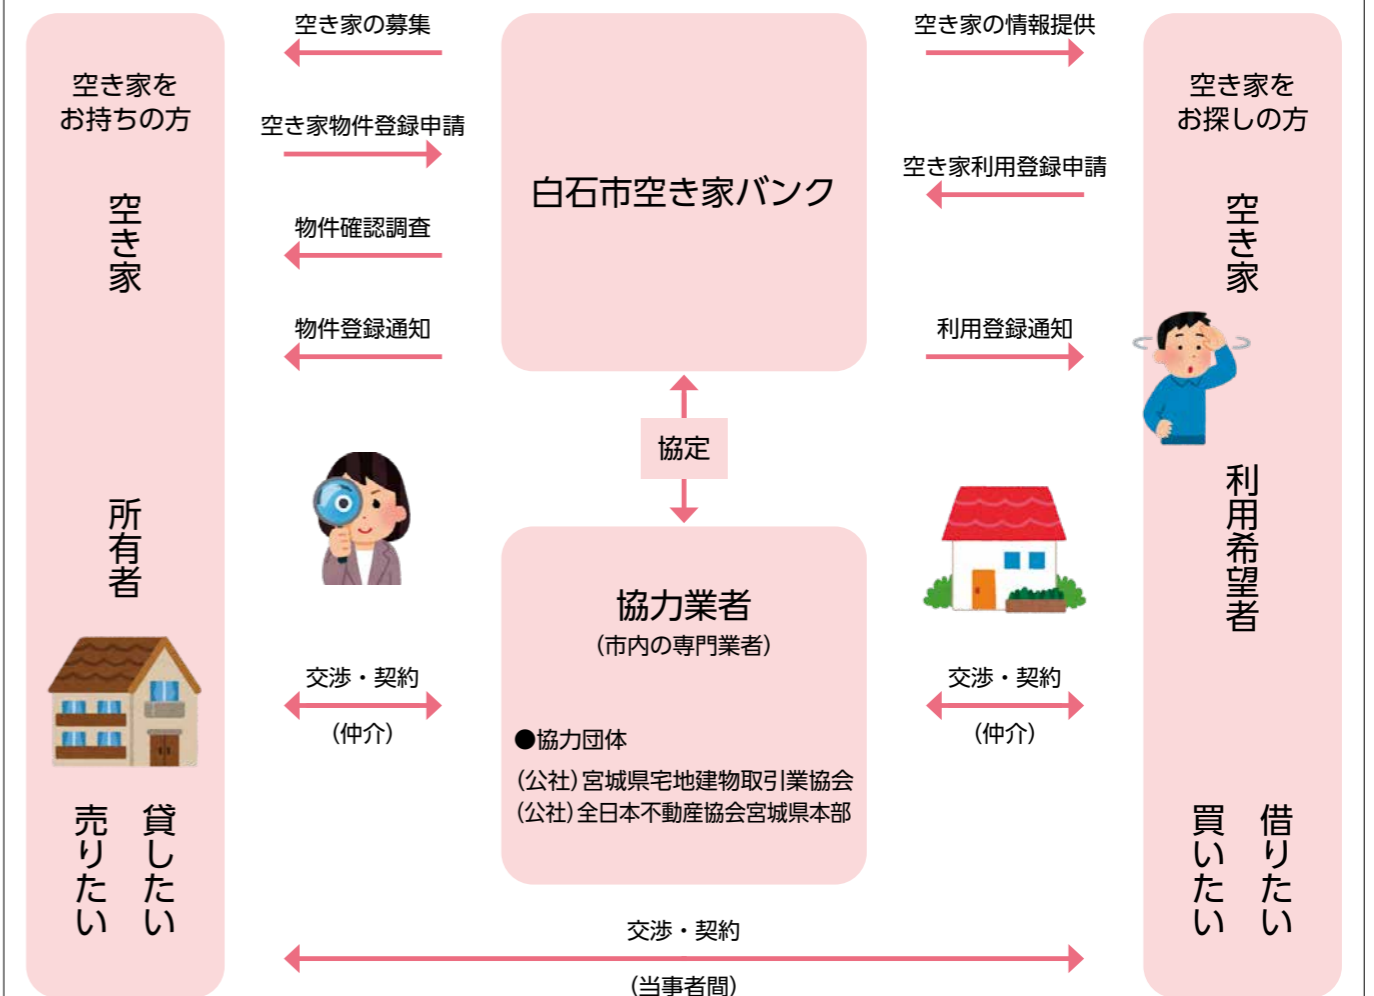 空き家を
お持ちの方
空き家
所有者
貸したい
売りたい
空き家の募集
空き家物件登録申請
物件確認調査
物件登録通知
交渉・契約
(仲介)
白石市空き家バンク
協定
協力業者
(市内の専門業者)
●協力団体
(公社)宮城県宅地建物取引業協会
(公社)全日本不動産協会宮城県本部
空き家の情報提供
空き家利用登録申請
利用登録通知
交渉・契約
(仲介)
空き家を
お探しの方
空き家
利用希望者
借りたい
買いたい
交渉・契約
(当事者間)